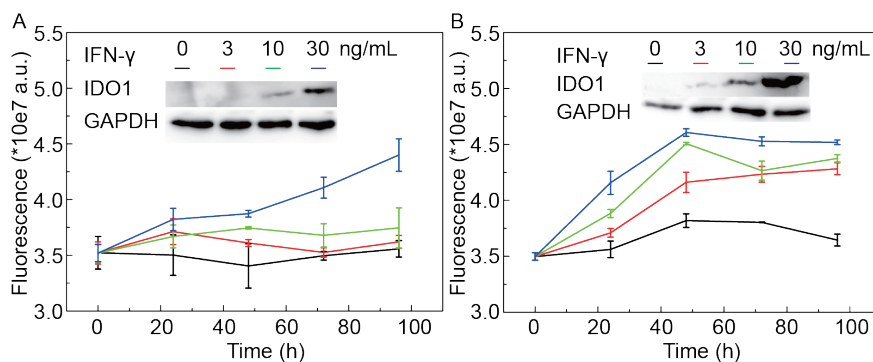 A
IFN-γ 0 3 10 30 ng/mL
IDO1
GAPDH
5.5
5.0
4.5
4.0
3.5
3.0
Fluorescence (*10e7 a.u.)
0 20 40 60 80 100
Time (h)
B
IFN-γ 0 3 10 30 ng/mL
IDO1
GAPDH
5.5
5.0
4.5
4.0
3.5
3.0
Fluorescence (*10e7 a.u.)
0 20 40 60 80 100
Time (h)